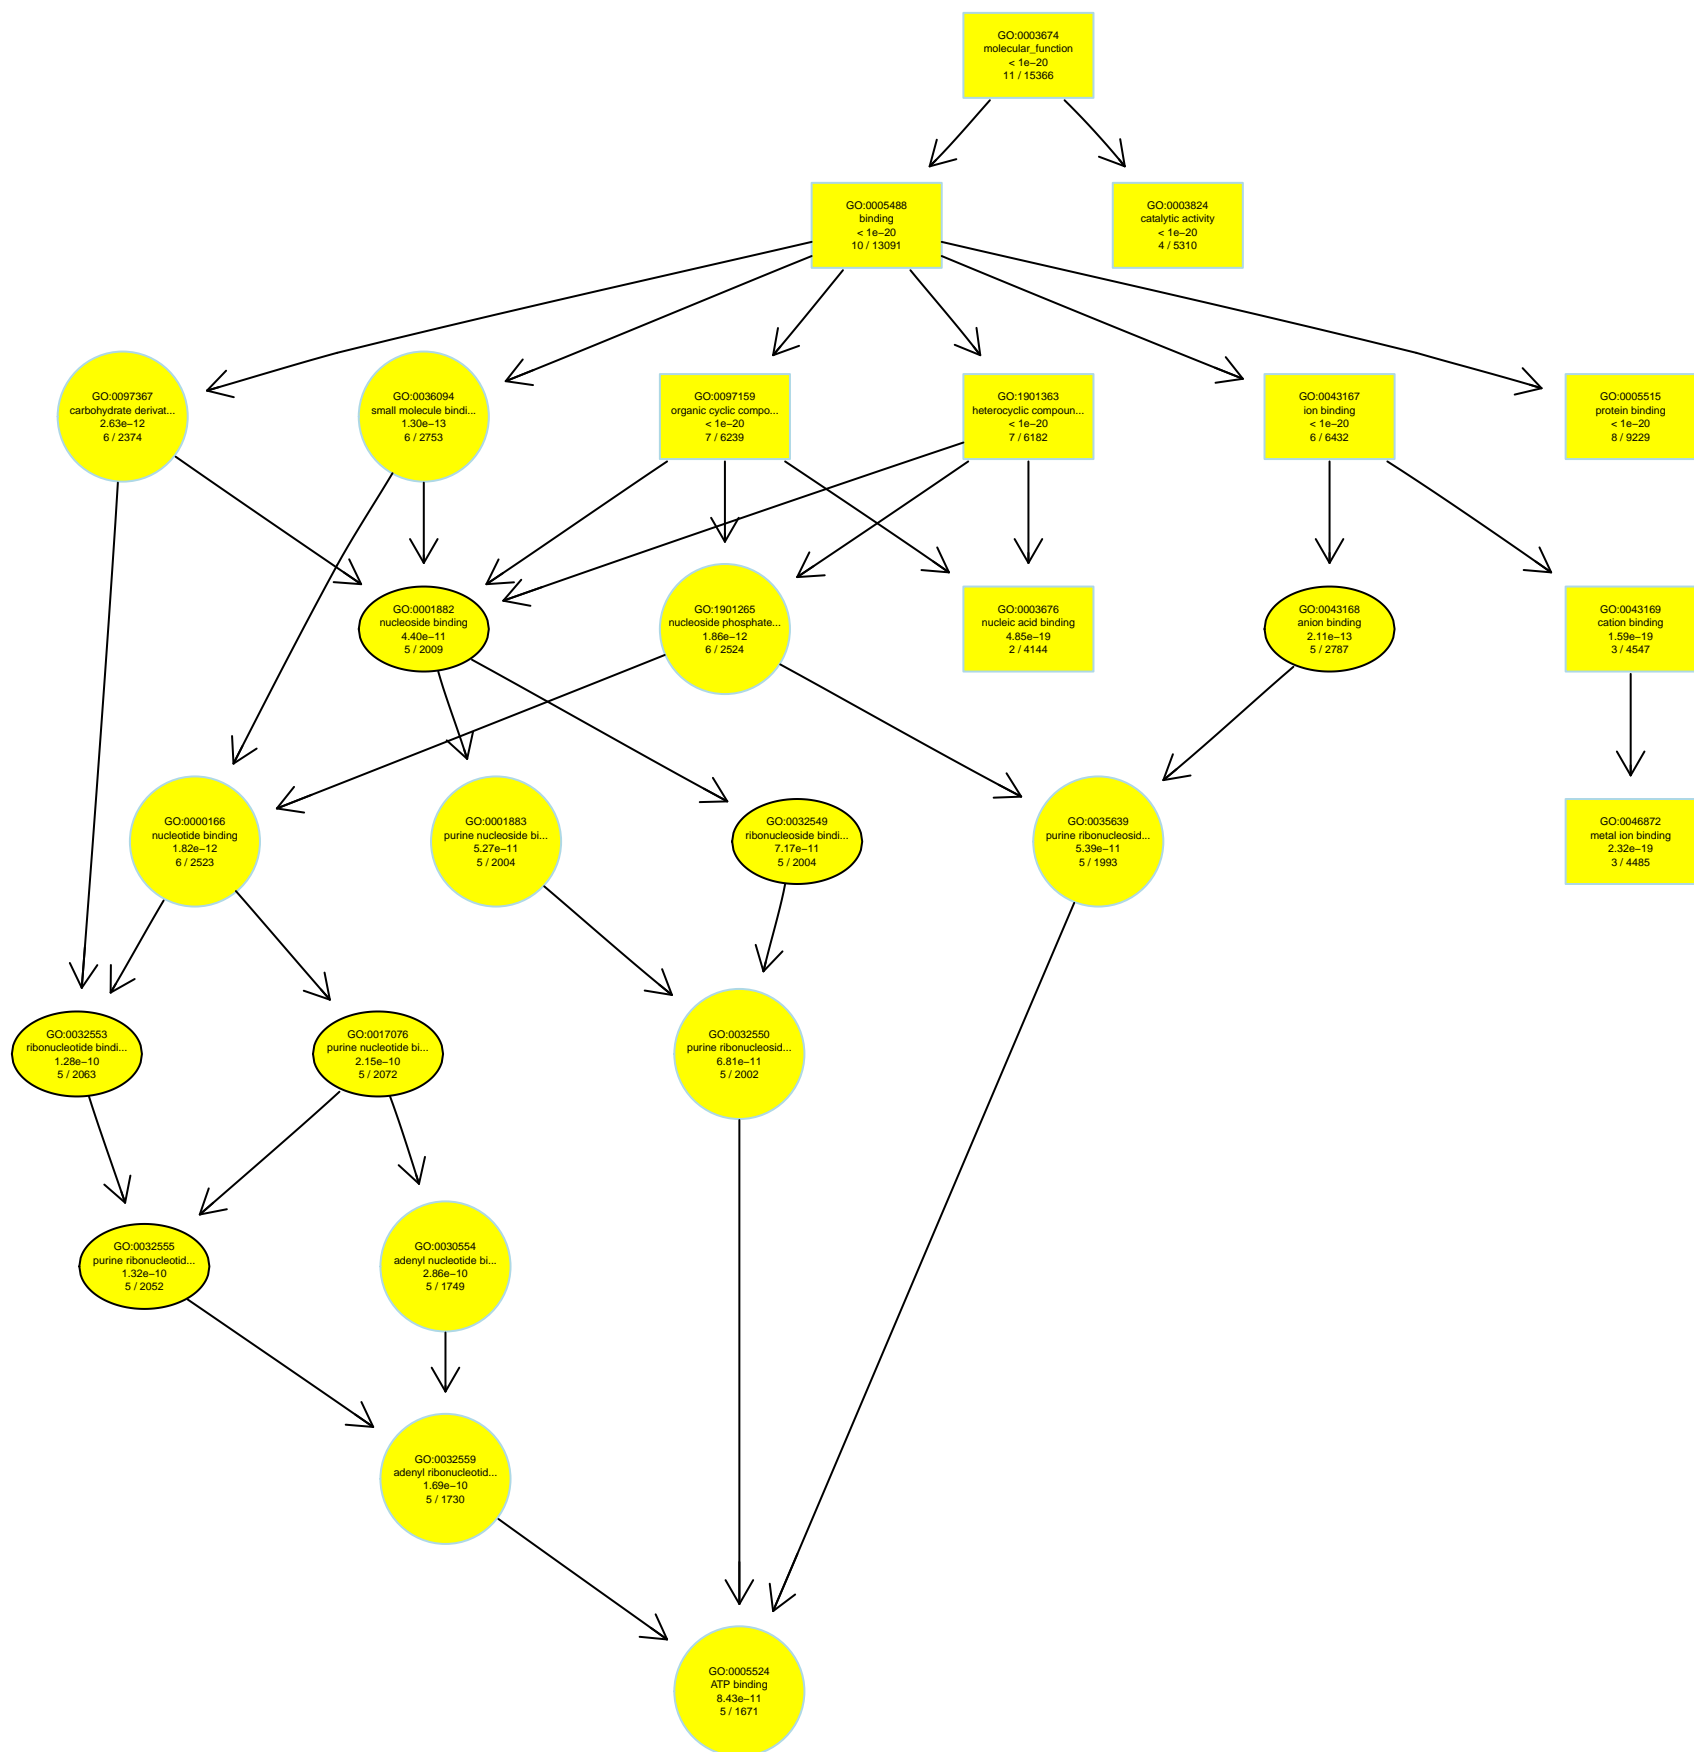 GO:0003674
molecular_function
< 1e−20
11 / 15366
GO:0005488
binding
< 1e−20
10 / 13091
GO:0003824
catalytic activity
< 1e−20
4 / 5310
GO:0097367
carbohydrate derivat...
2.63e−12
6 / 2374
GO:0036094
small molecule bindi...
1.30e−13
6 / 2753
GO:0097159
organic cyclic compo...
< 1e−20
7 / 6239
GO:1901363
heterocyclic compoun...
< 1e−20
7 / 6182
GO:0043167
ion binding
< 1e−20
6 / 6432
GO:0005515
protein binding
< 1e−20
8 / 9229
GO:0001882
nucleoside binding
4.40e−11
5 / 2009
GO:1901265
nucleoside phosphate...
1.86e−12
6 / 2524
GO:0003676
nucleic acid binding
4.85e−19
2 / 4144
GO:0043168
anion binding
2.11e−13
5 / 2787
GO:0043169
cation binding
1.59e−19
3 / 4547
GO:0000166
nucleotide binding
1.82e−12
6 / 2523
GO:0001883
purine nucleoside bi...
5.27e−11
5 / 2004
GO:0032549
ribonucleoside bindi...
7.17e−11
5 / 2004
GO:0035639
purine ribonucleosid...
5.39e−11
5 / 1993
GO:0046872
metal ion binding
2.32e−19
3 / 4485
GO:0032553
ribonucleotide bindi...
1.28e−10
5 / 2063
GO:0017076
purine nucleotide bi...
2.15e−10
5 / 2072
GO:0032550
purine ribonucleosid...
6.81e−11
5 / 2002
GO:0032555
purine ribonucleotid...
1.32e−10
5 / 2052
GO:0030554
adenyl nucleotide bi...
2.86e−10
5 / 1749
GO:0032559
adenyl ribonucleotid...
1.69e−10
5 / 1730
GO:0005524
ATP binding
8.43e−11
5 / 1671